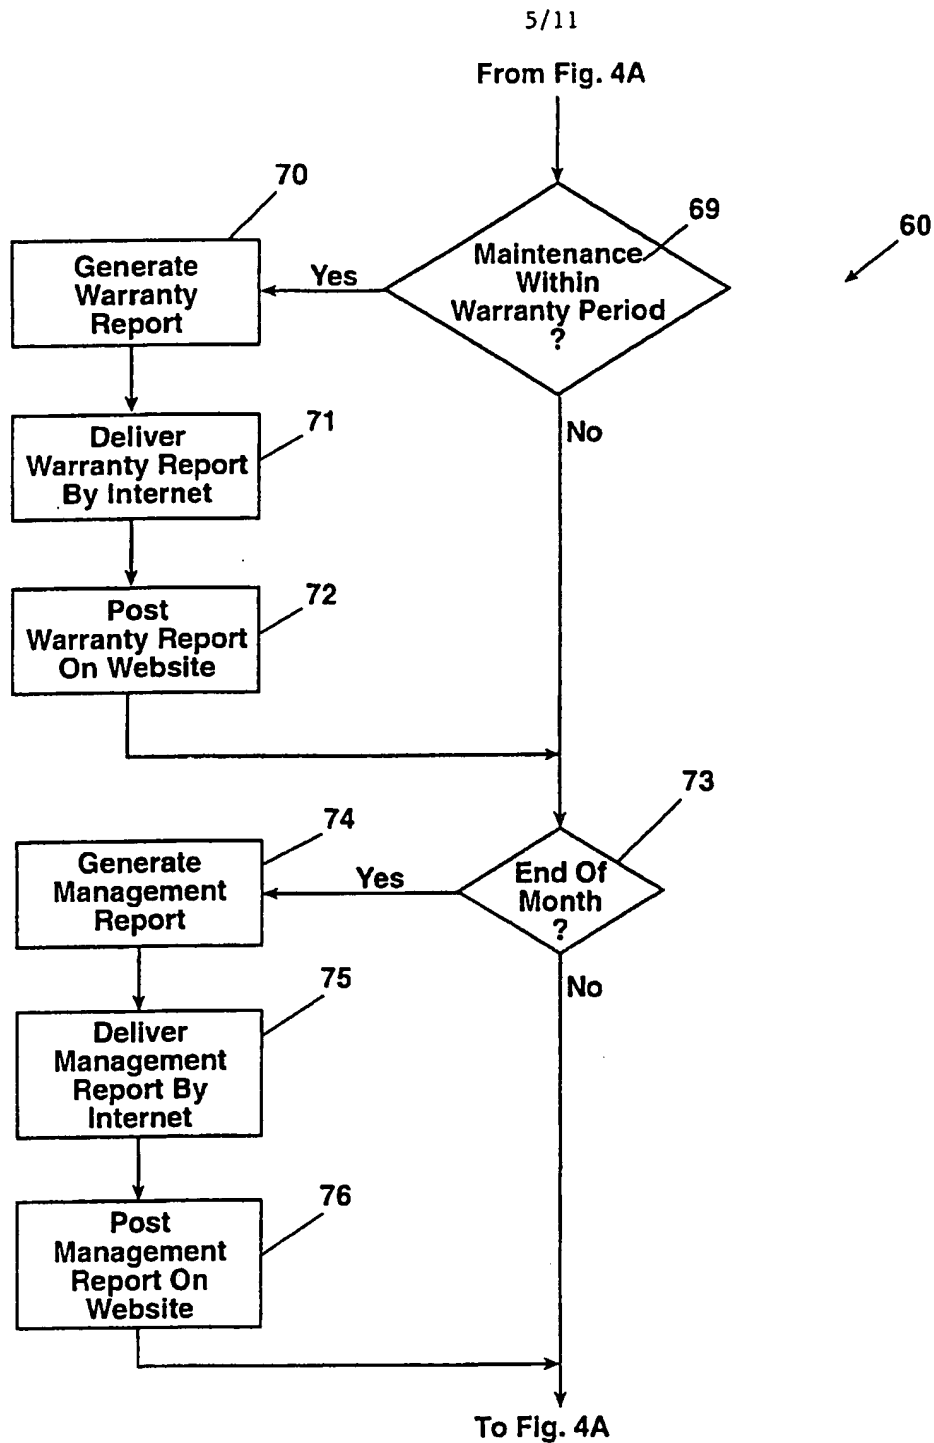 5/11
From Fig. 4A
70
69
60
Maintenance
Within
Warranty Period
?
Yes
Generate
Warranty
Report
No
71
Deliver
Warranty Report
By Internet
72
Post
Warranty Report
On Website
73
End Of
Month
?
74
Yes
Generate
Management
Report
No
75
Deliver
Management
Report By
Internet
76
Post
Management
Report On
Website
To Fig. 4A